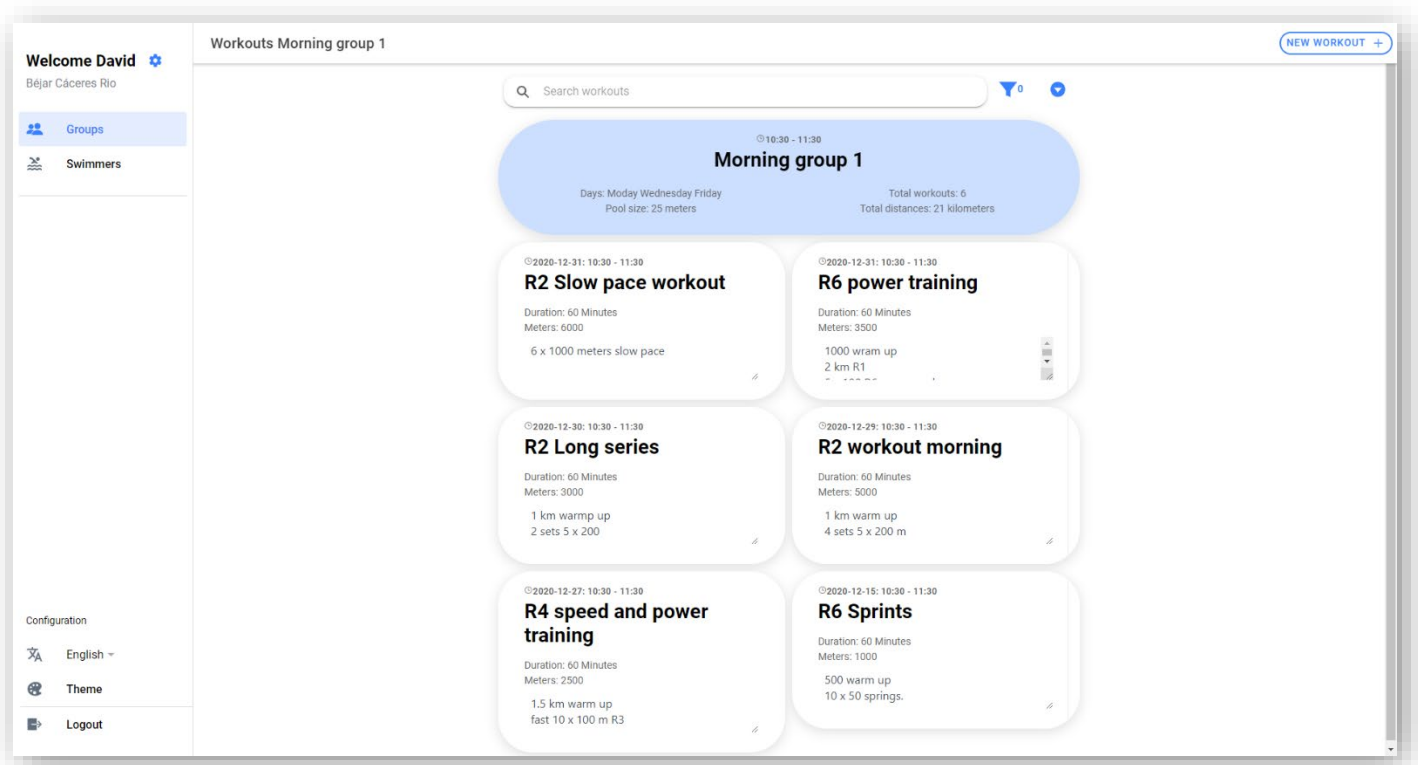 Welcome David
Béjar Cáceres Rio
Groups
Swimmers
Configuration
English
Theme
Logout
Workouts Morning group 1
NEW WORKOUT +
Search workouts
0
10:30 - 11:30
Morning group 1
Days: Moday Wednesday Friday
Pool size: 25 meters
Total workouts: 6
Total distances: 21 kilometers
2020-12-31: 10:30 - 11:30
R2 Slow pace workout
Duration: 60 Minutes
Meters: 6000
6 x 1000 meters slow pace
2020-12-31: 10:30 - 11:30
R6 power training
Duration: 60 Minutes
Meters: 3500
1000 wram up
2 km R1
2020-12-30: 10:30 - 11:30
R2 Long series
Duration: 60 Minutes
Meters: 3000
1 km warmp up
2 sets 5 x 200
2020-12-29: 10:30 - 11:30
R2 workout morning
Duration: 60 Minutes
Meters: 5000
1 km warm up
4 sets 5 x 200 m
2020-12-27: 10:30 - 11:30
R4 speed and power
training
Duration: 60 Minutes
Meters: 2500
1.5 km warm up
fast 10 x 100 m R3
2020-12-15: 10:30 - 11:30
R6 Sprints
Duration: 60 Minutes
Meters: 1000
500 warm up
10 x 50 springs.